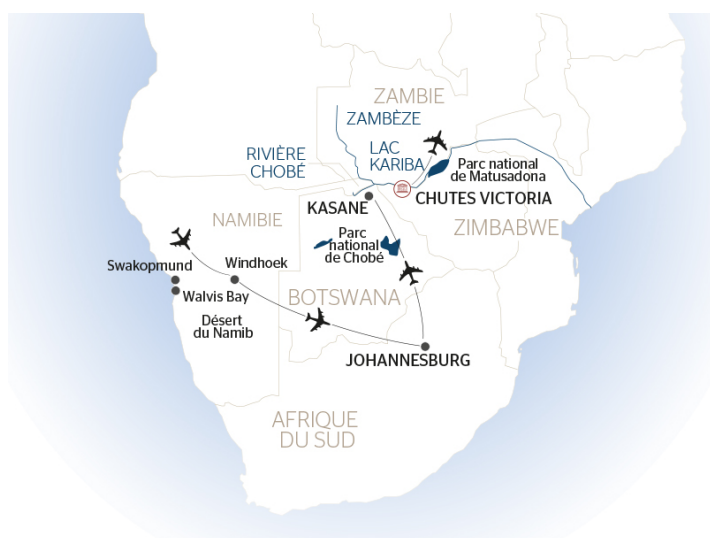 ZAMBIE
ZAMBÈZE
LAC
KARIBA
RIVIÈRE
CHOBÉ
Parc national
de Matusadona
CHUTES VICTORIA
KASANE
NAMIBIE
ZIMBABWE
Parc
national
de Chobé
Swakopmund
Windhoek
Walvis Bay
BOTSWANA
Désert
du Namib
JOHANNESBURG
AFRIQUE
DU SUD